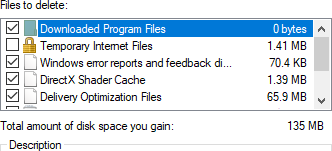 Files to delete:
Downloaded Program Files 0 bytes
Temporary Internet Files 1.41 MB
Windows error reports and feedback di... 70.4 KB
DirectX Shader Cache 1.39 MB
Delivery Optimization Files 65.9 MB
Total amount of disk space you gain: 135 MB
Description